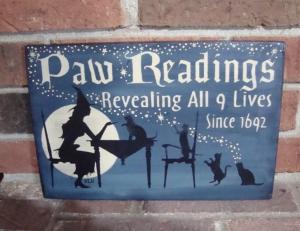 Paw Readings
Revealing All 9 Lives
Since 1692